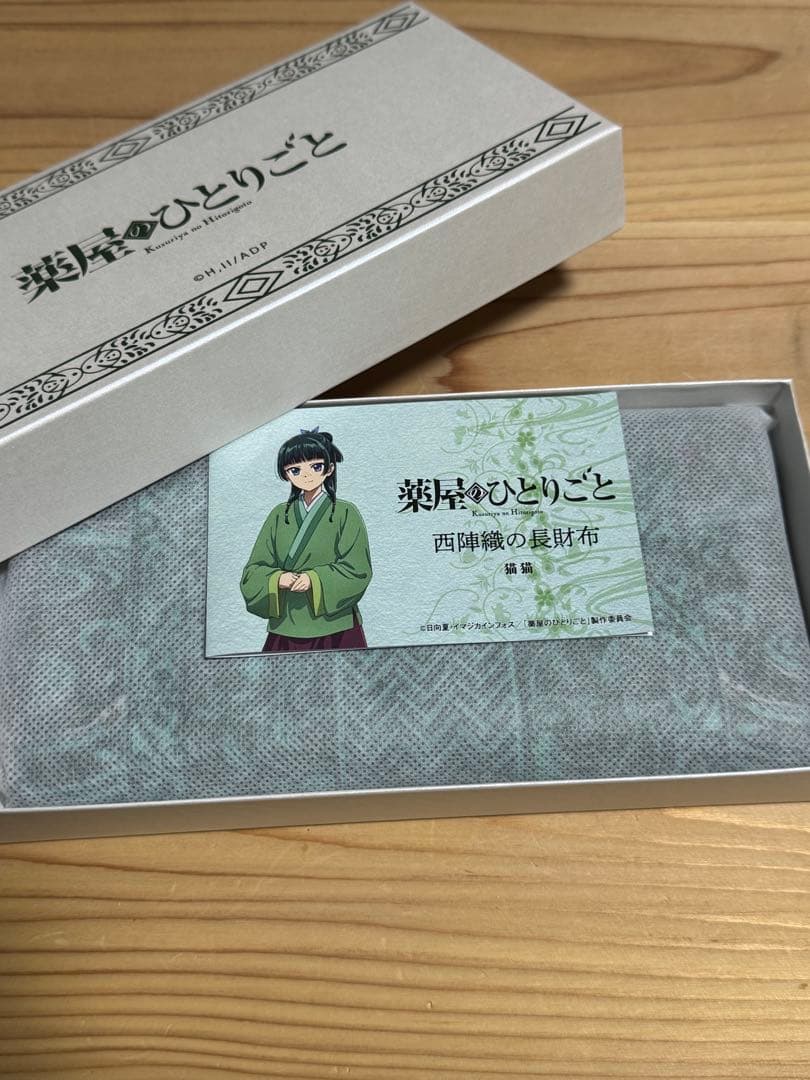 薬屋のひとりごと
Kusuriya no Hitorigoto
©H,II/ADP
薬屋のひとりごと
Kusuriya no Hitorigoto
西陣織の長財布
猫猫
©日向夏・イマジカインフォス/「薬屋のひとりごと」製作委員会